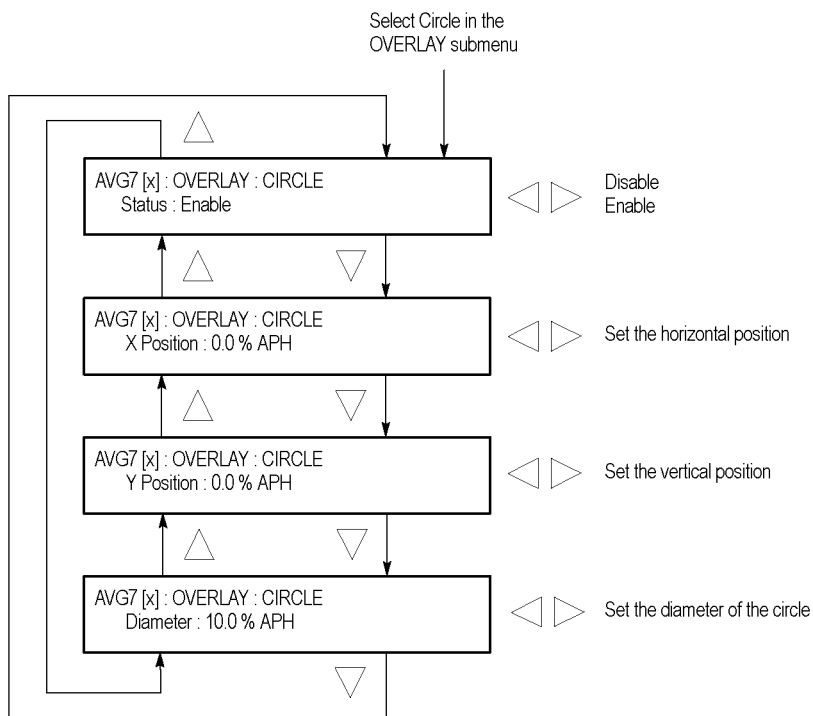 Select Circle in the
OVERLAY submenu
AVG7 [x] : OVERLAY : CIRCLE
Status : Enable
Disable
Enable
AVG7 [x] : OVERLAY : CIRCLE
X Position : 0.0 % APH
Set the horizontal position
AVG7 [x] : OVERLAY : CIRCLE
Y Position : 0.0 % APH
Set the vertical position
AVG7 [x] : OVERLAY : CIRCLE
Diameter : 10.0 % APH
Set the diameter of the circle